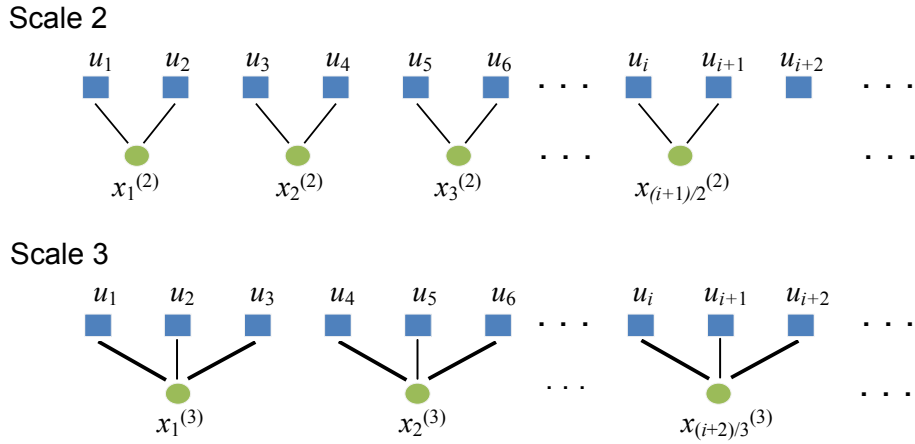 Scale 2
u₁ u₂ u₃ u₄ u₅ u₆ . . . uᵢ uᵢ₊₁ uᵢ₊₂ . . .
x₁⁽²⁾ x₂⁽²⁾ x₃⁽²⁾ . . . x₍ᵢ₊₁₎/₂⁽²⁾ . . .
Scale 3
u₁ u₂ u₃ u₄ u₅ u₆ . . . uᵢ uᵢ₊₁ uᵢ₊₂ . . .
x₁⁽³⁾ x₂⁽³⁾ . . . x₍ᵢ₊₂₎/₃⁽³⁾ . . .